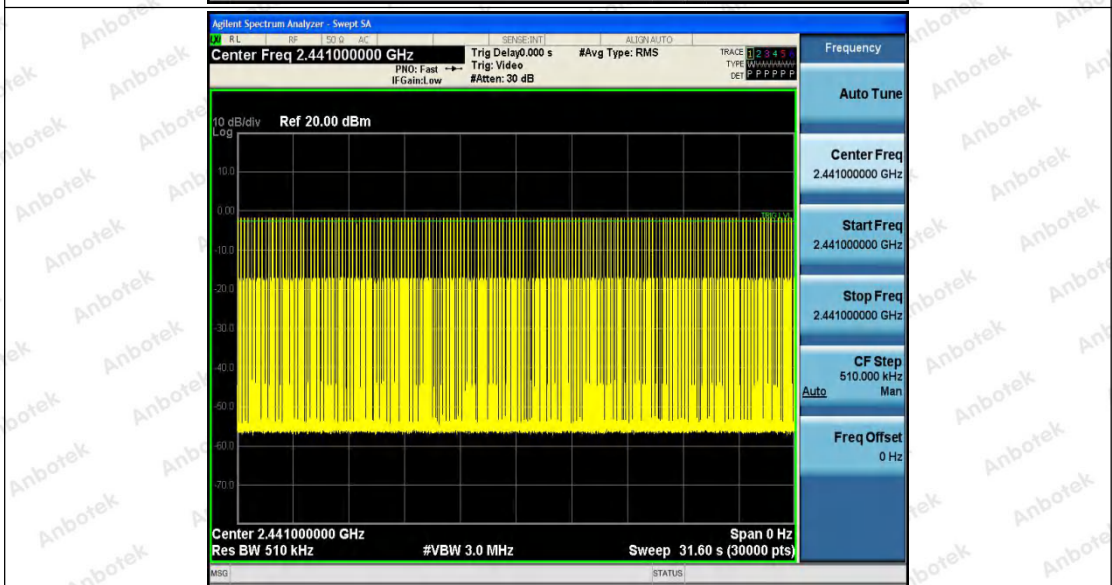 Agilent Spectrum Analyzer - Swept SA
RL RF 50 Ω AC SENSE:INT ALIGN AUTO
Center Freq 2.441000000 GHz
PNO: Fast
IFGain:Low
Trig Delay0.000 s
Trig: Video
#Atten: 30 dB
#Avg Type: RMS
TRACE 1 2 3 4 5 6
TYPE
DET P P P P P P
10 dB/div
Log
Ref 20.00 dBm
10.0
0.00
-10.0
-20.0
-30.0
-40.0
-50.0
-60.0
-70.0
TRIG LVL
Center 2.441000000 GHz
Span 0 Hz
Res BW 510 kHz
#VBW 3.0 MHz
Sweep 31.60 s (30000 pts)
MSG
STATUS
Frequency
Auto Tune
Center Freq
2.441000000 GHz
Start Freq
2.441000000 GHz
Stop Freq
2.441000000 GHz
CF Step
510.000 kHz
Auto Man
Freq Offset
0 Hz
Anbotek